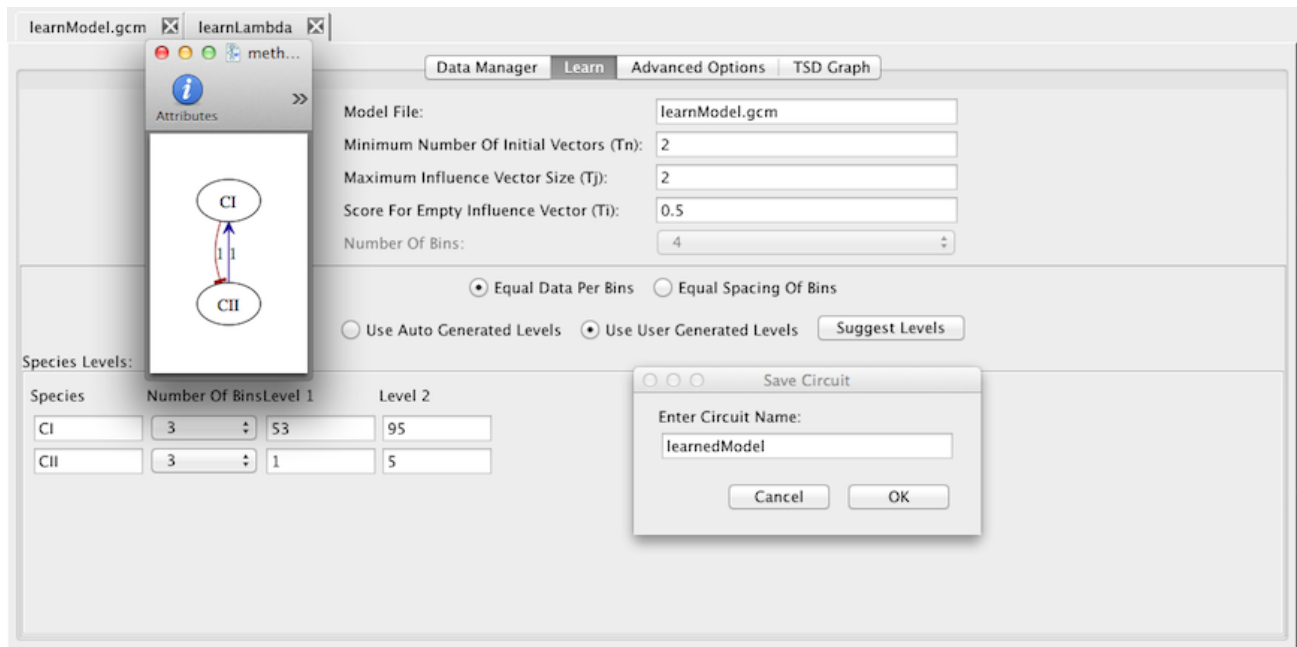 learnModel.gcm learnLambda
meth...
Data Manager Learn Advanced Options TSD Graph
Attributes
Model File: learnModel.gcm
Minimum Number Of Initial Vectors (Tn): 2
Maximum Influence Vector Size (Tj): 2
Score For Empty Influence Vector (Ti): 0.5
Number Of Bins: 4
CI
1 1
CII
Equal Data Per Bins Equal Spacing Of Bins
Use Auto Generated Levels Use User Generated Levels Suggest Levels
Species Levels:
Species Number Of Bins Level 1 Level 2
CI 3 53 95
CII 3 1 5
Save Circuit
Enter Circuit Name:
learnedModel
Cancel OK